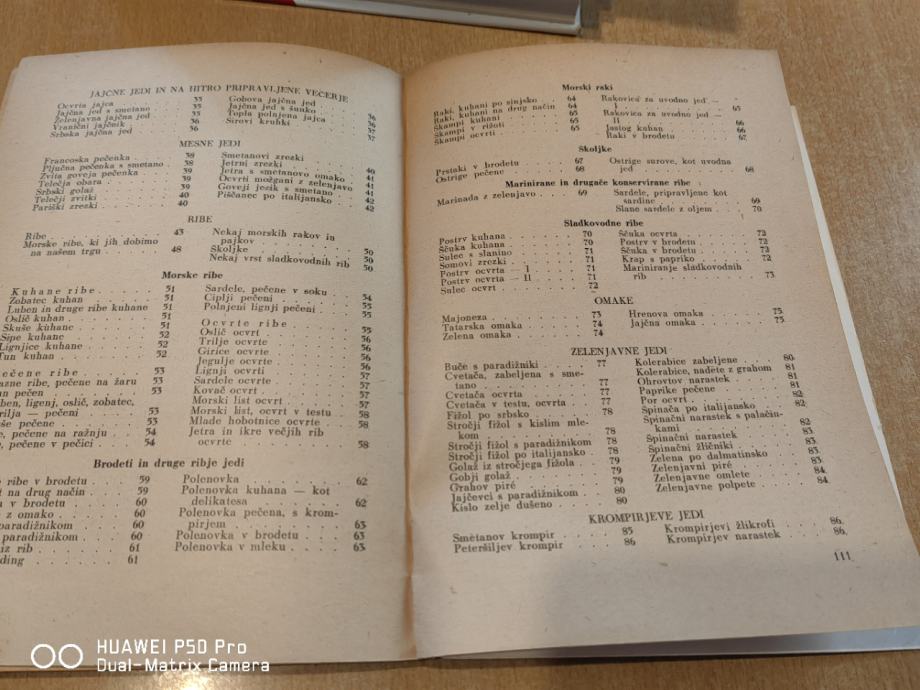 JAJČNE JEDI IN NA HITRO PRIPRAVLJENE VEČERJE
Ocvrta jajca 35
Jajčna jed s smetano 35
Zelenjavna jajčna jed 35
Vranični jajčnik 36
Srbska jajčna jed 36
Gobova jajčna jed
Jajčna jed s šunko 36
Topla polnjena jajca 36
Sirovi kruhki 37
37
MESNE JEDI
Francoska pečenka 38
Pljučna pečenka s smetano 38
Zvita goveja pečenka 39
Telečja obara 39
Srbski golaž 39
Telečji zvitki 40
Pariški zrezki 40
Smetanovi zrezki
Jetrni zrezki 40
Jetra s smetanovo omako 41
Ocvrti možgani z zelenjavo 41
Goveji jezik s smetano 42
Piščanec po italijansko 42
RIBE
Ribe 43
Morske ribe, ki jih dobimo
na našem trgu 48
Nekaj morskih rakov in
pajkov 50
Školjke 50
Nekaj vrst sladkovodnih rib 50
Morske ribe
Kuhane ribe 51
Zobatec kuhan 51
Luben in druge ribe kuhane 51
Oslič kuhan 51
Skuše kuhane 51
Sipe kuhane 52
Lignjice kuhane 52
Tun kuhan 52
ečene ribe 53
azne ribe, pečene na žaru 53
un pečen
ben, ligenj, oslič, zobatec,
rilja — pečeni 53
uše pečene 53
e, pečene na ražnju 54
e, pečene v pečici 54
Sardele, pečene v soku 54
Ciplji pečeni 55
Polnjeni lignji pečeni 55
Ocvrte ribe
Oslič ocvrt 55
Trilje ocvrte 56
Girice ocvrte 56
Jegulje ocvrte 56
Lignji ocvrti 56
Sardele ocvrte 57
Kovač ocvrt 57
Morski list ocvrt 57
Morski list, ocvrt v testu 58
Mlade hobotnice ocvrte 58
Jetra in ikre večjih rib
ocvrte 58
Brodeti in druge ribje jedi
ribe v brodetu 59
t na drug način 59
v brodetu 60
e z omako 60
paradižnikom 60
paradižnikom 60
iz rib 61
ding 61
Polenovka 62
Polenovka kuhana — kot
delikatesa 62
Polenovka pečena, s krom-
pirjem 63
Polenovka v brodetu 63
Polenovka v mleku 63
Morski raki
Raki, kuhani po sinjsko 64
Raki, kuhani na drug način 64
Škampi kuhani 65
Škampi v rižoti 65
Škampi ocvrti 65
Rakovica za uvodno jed —
65
Rakovica za uvodno jed —
II 66
Jastog kuhan 66
Raki v brodetu 67
Školjke
Prstaki v brodetu 67
Ostrige pečene 68
Ostrige surove, kot uvodna
jed 68
Marinirane in drugače konservirane ribe
Marinada z zelenjavo 69
Sardele, pripravljene kot
sardine 69
Slane sardele z oljem 70
Sladkovodne ribe
Postrv kuhana 70
Ščuka kuhana 70
Sulec s slanino 71
Somovi zrezki 71
Postrv ocvrta — I 71
Postrv ocvrta — II 71
Sulec ocvrt 72
Ščuka ocvrta 72
Postrv v brodetu 72
Ščuka v brodetu 72
Krap s papriko 72
Mariniranje sladkovodnih
rib 73
OMAKE
Majoneza 73
Tatarska omaka 74
Zelena omaka 74
Hrenova omaka 75
Jajčna omaka 75
ZELENJAVNE JEDI
Buče s paradižniki 77
Cvetača, zabeljena s sme-
tano 77
Cvetača ocvrta 77
Cvetača v testu, ocvrta 77
Fižol po srbsko 78
Stročji fižol s kislim mle-
kom 78
Stročji fižol s paradižnikom 78
Stročji fižol po italijansko 78
Golaž iz stročjega fižola 79
Gobji golaž 79
Grahov piré 79
Jajčevci s paradižnikom 80
Kislo zelje dušeno 80
Kolerabice zabeljene 80
Kolerabice, nadete z grahom 81
Ohrovtov narastek 81
Paprike pečene 81
Por ocvrt 82
Špinača po italijansko 82
Špinačni narastek s palačin-
kami 82
Špinačni narastek 83
Špinačni žličniki 83
Zelena po dalmatinsko 83
Zelenjavni piré 83
Zelenjavne omlete 84
Zelenjavne polpete 84
KROMPIRJEVE JEDI
Smetanov krompir 85
Peteršiljev krompir 86
Krompirjevi žlikrofi 86
Krompirjev narastek 86
111
HUAWEI P50 Pro
Dual-Matrix Camera